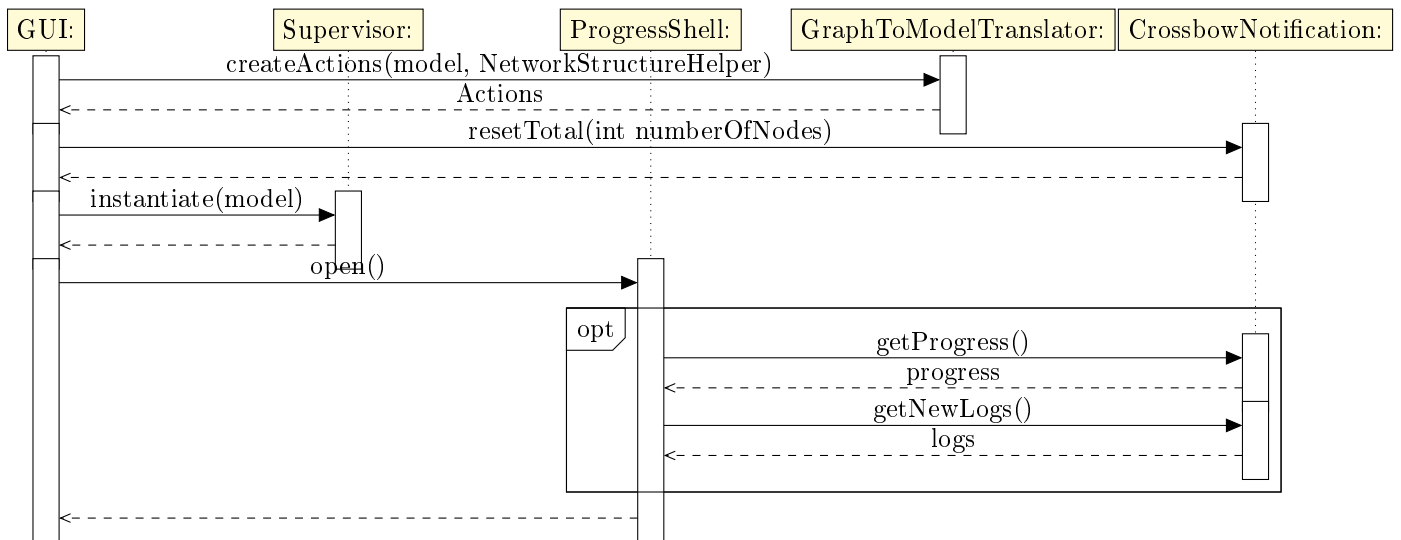 GUI:
Supervisor:
ProgressShell:
GraphToModelTranslator:
CrossbowNotification:
createActions(model, NetworkStructureHelper)
Actions
resetTotal(int numberOfNodes)
instantiate(model)
open()
opt
getProgress()
progress
getNewLogs()
logs